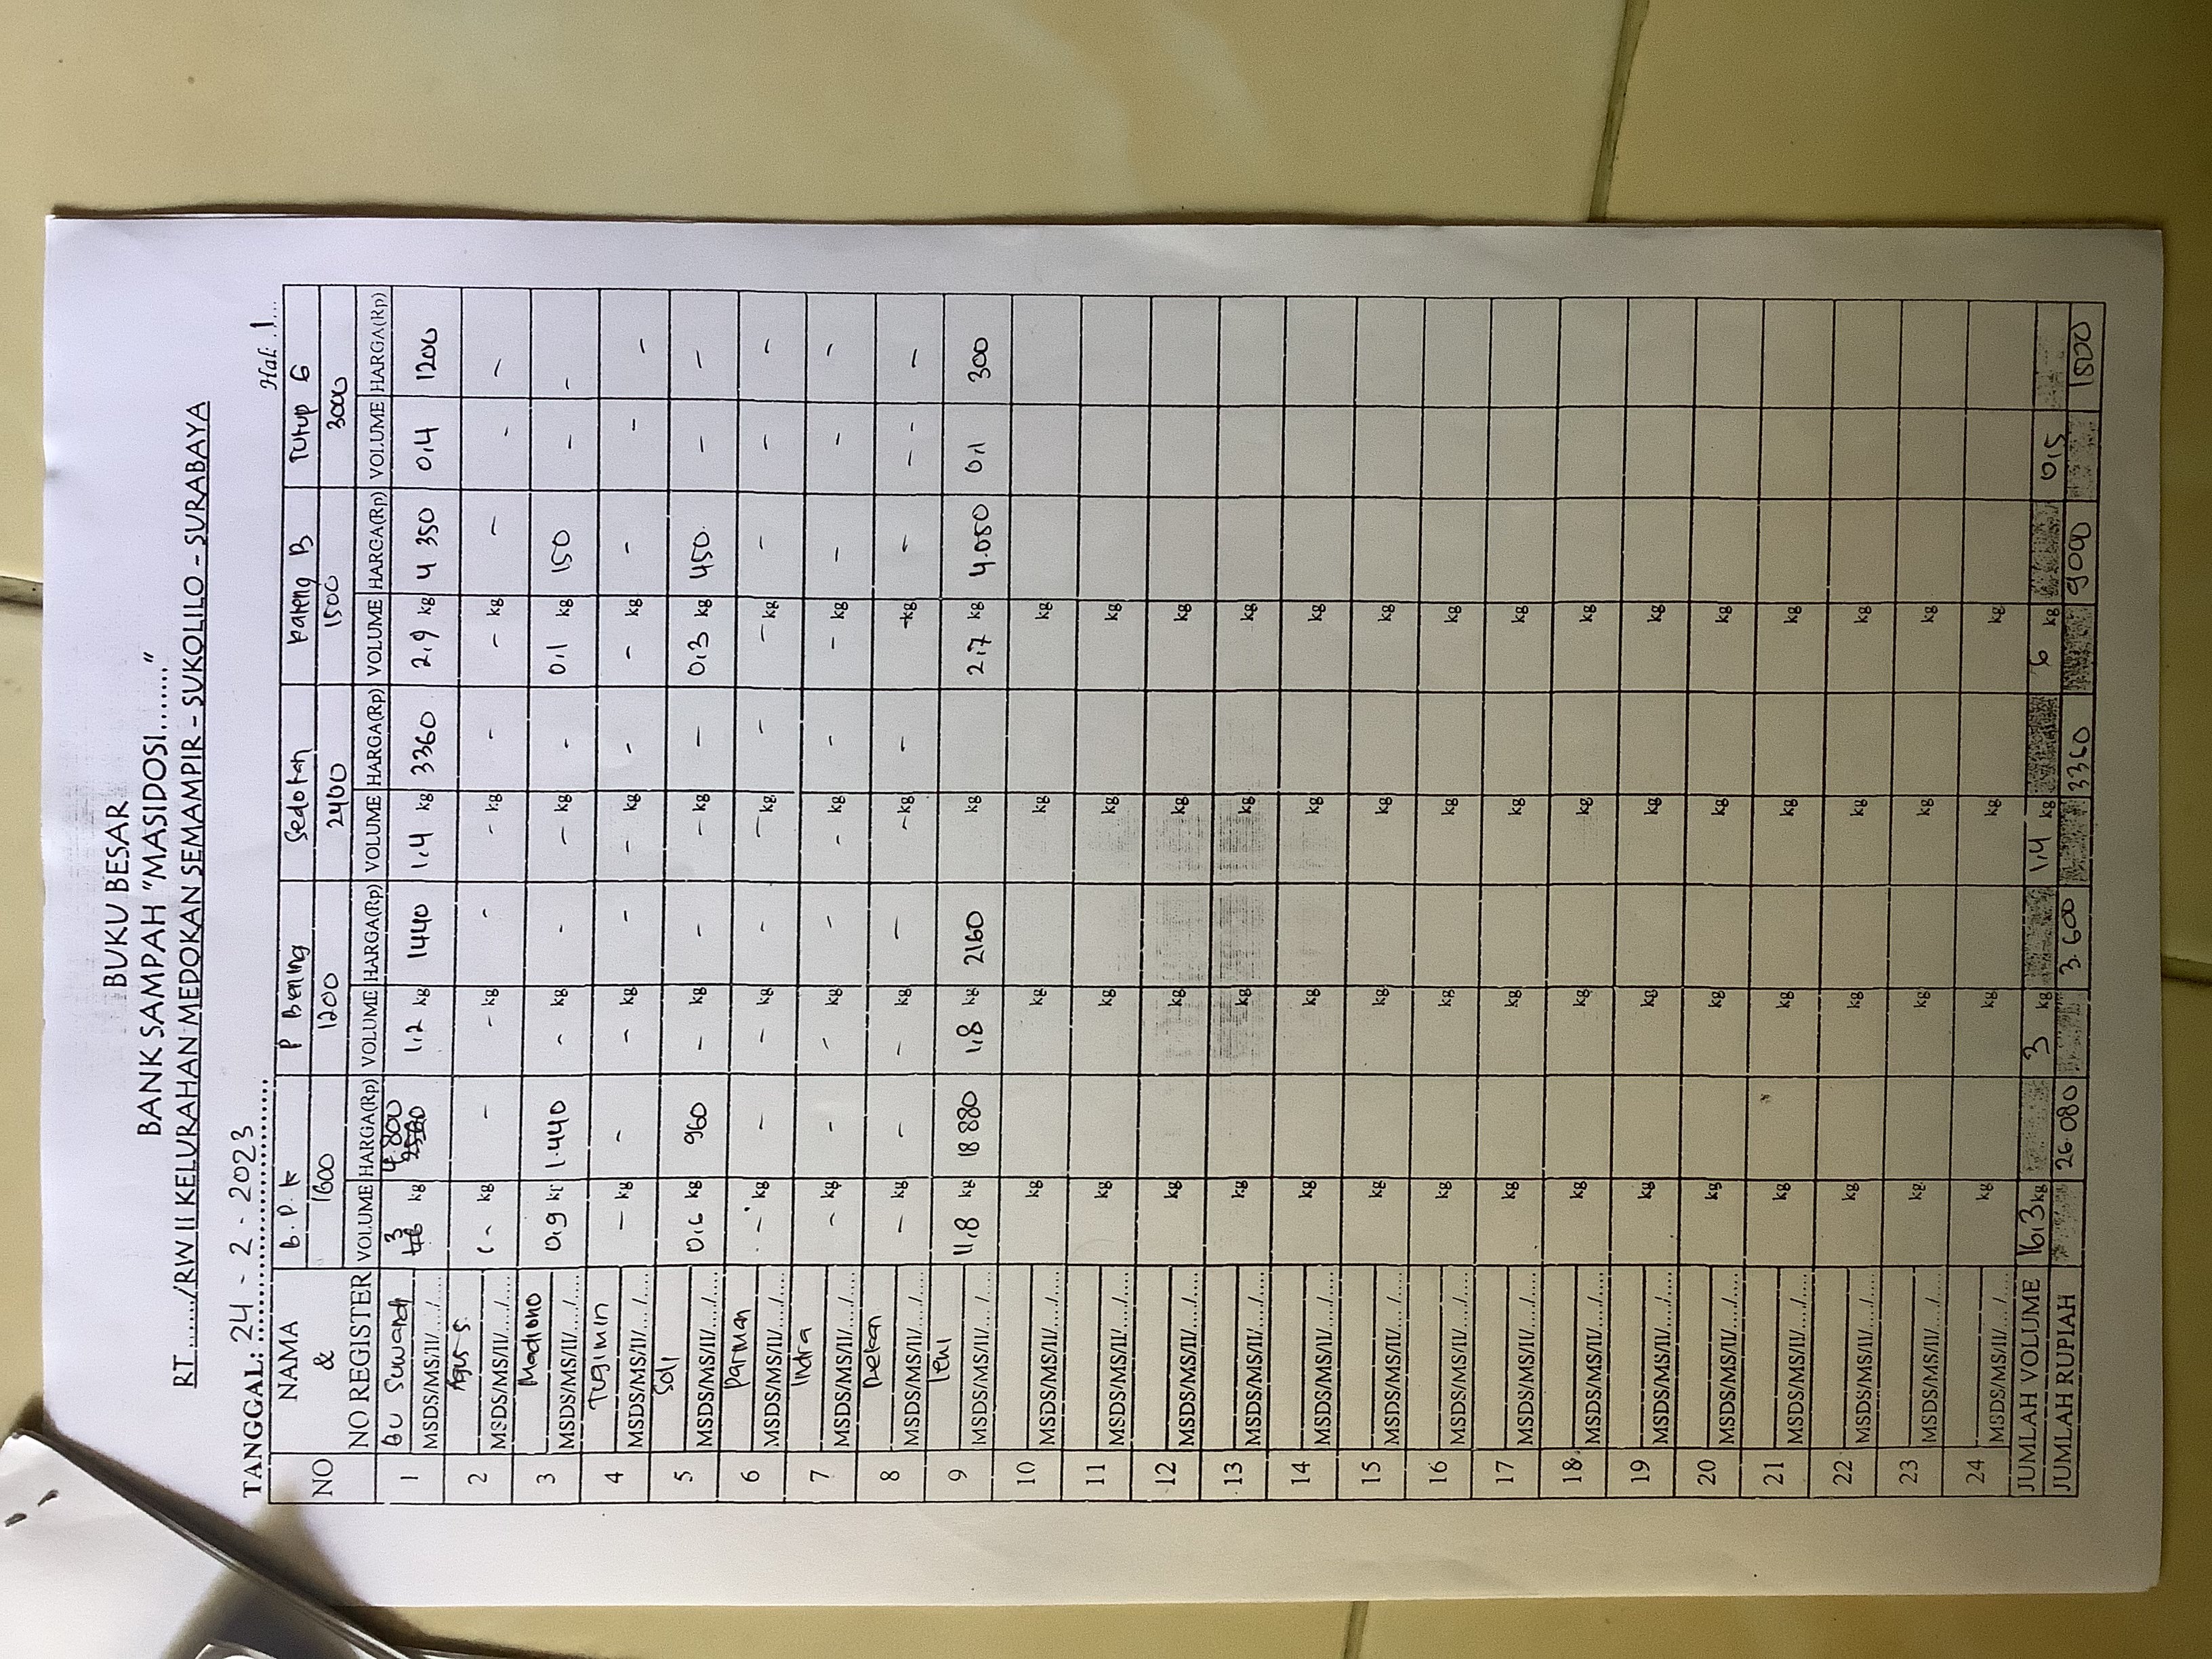 BUKU BESAR
BANK SAMPAH "MASIDOSI......."
RT....../RW II KELURAHAN MEDOKAN SEMAMPIR - SUKOLILO - SURABAYA
TANGGAL: 24 - 2 - 2023
Hal: .1...
NO NAMA & NO REGISTER B.P.K P Bening Sedotan Kateng B Tutup G
1600 1200 2400 1500 3000
VOLUME HARGA(Rp) VOLUME HARGA(Rp) VOLUME HARGA(Rp) VOLUME HARGA(Rp) VOLUME HARGA(Rp)
Bu Suwandi 3 4.800
1 kg 1,2 kg 1440 1,4 kg 3360 2,9 kg 4 350 0,4 1200
MSDS/MS/II/..../....
Agus S.
2 - kg - - kg - - kg - - kg - - -
MSDS/MS/II/..../....
Madiono
3 0,9 kg 1.440 - kg - - kg - 0,1 kg 150 - -
MSDS/MS/II/..../....
Tugimin
4 - kg - - kg - - kg - - kg - - -
MSDS/MS/II/..../....
Soli
5 0,6 kg 960 - kg - - kg - 0,3 kg 450 - -
MSDS/MS/II/..../....
Parman
6 - kg - - kg - - kg - - kg - - -
MSDS/MS/II/..../....
Indra
7 - kg - - kg - - kg - - kg - - -
MSDS/MS/II/..../....
8 - kg - - kg - - kg - - kg - - - -
MSDS/MS/II/..../....
Leni
9 11,8 kg 18 880 1,8 kg 2160 kg 2,7 kg 4.050 0,1 300
MSDS/MS/II/..../....
10 kg kg kg kg
MSDS/MS/II/..../....
11 kg kg kg kg
MSDS/MS/II/..../....
12 kg kg kg kg
MSDS/MS/II/..../....
13 kg kg kg kg
MSDS/MS/II/..../....
14 kg kg kg kg
MSDS/MS/II/..../....
15 kg kg kg kg
MSDS/MS/II/..../....
16 kg kg kg kg
MSDS/MS/II/..../....
17 kg kg kg kg
MSDS/MS/II/..../....
18 kg kg kg kg
MSDS/MS/II/..../....
19 kg kg kg kg
MSDS/MS/II/..../....
20 kg kg kg kg
MSDS/MS/II/..../....
21 kg kg kg kg
MSDS/MS/II/..../....
22 kg kg kg kg
MSDS/MS/II/..../....
23 kg kg kg kg
MSDS/MS/II/..../....
24 kg kg kg kg
MSDS/MS/II/..../....
JUMLAH VOLUME 16,3 kg 3 kg 1,4 kg 6 kg 0,5
JUMLAH RUPIAH 26 080 3.600 3360 9000 1500